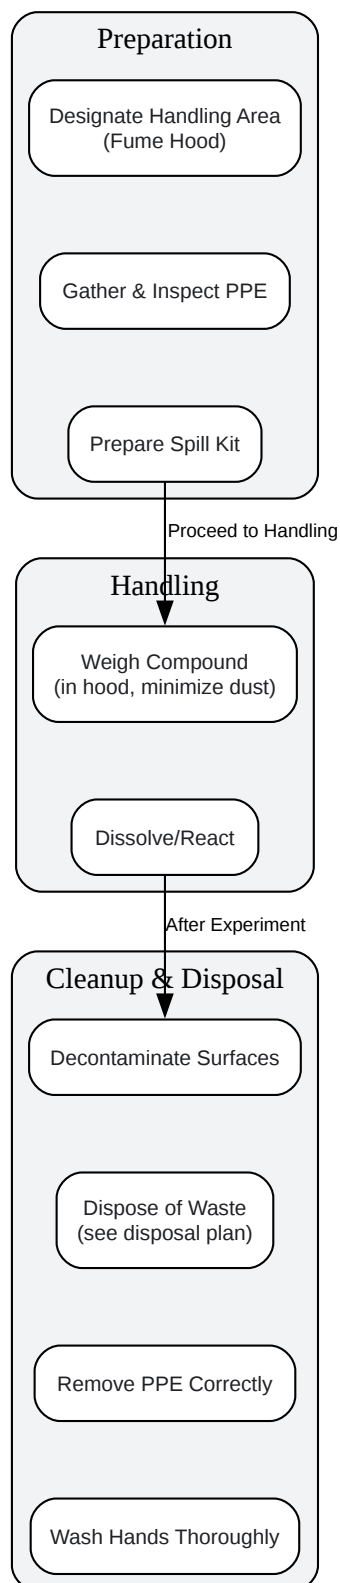 Preparation
Designate Handling Area
(Fume Hood)
Gather & Inspect PPE
Prepare Spill Kit
Proceed to Handling
Handling
Weigh Compound
(in hood, minimize dust)
Dissolve/React
After Experiment
Cleanup & Disposal
Decontaminate Surfaces
Dispose of Waste
(see disposal plan)
Remove PPE Correctly
Wash Hands Thoroughly